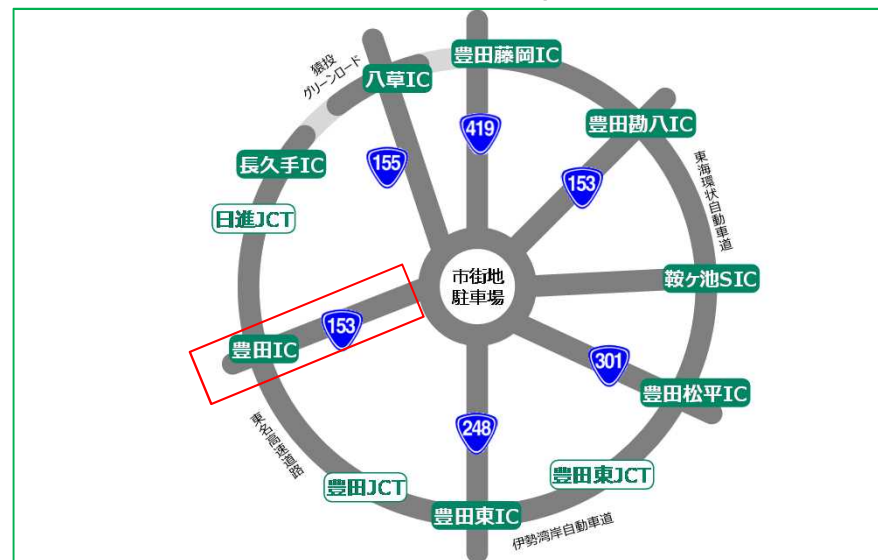 豊田藤岡IC
猿投
グリーンロード
八草IC
419
豊田勘八IC
155
153
長久手IC
東海環状自動車道
日進JCT
市街地
駐車場
鞍ケ池SIC
153
豊田IC
301
豊田松平IC
東名高速道路
248
豊田東JCT
豊田JCT
豊田東IC
伊勢湾岸自動車道